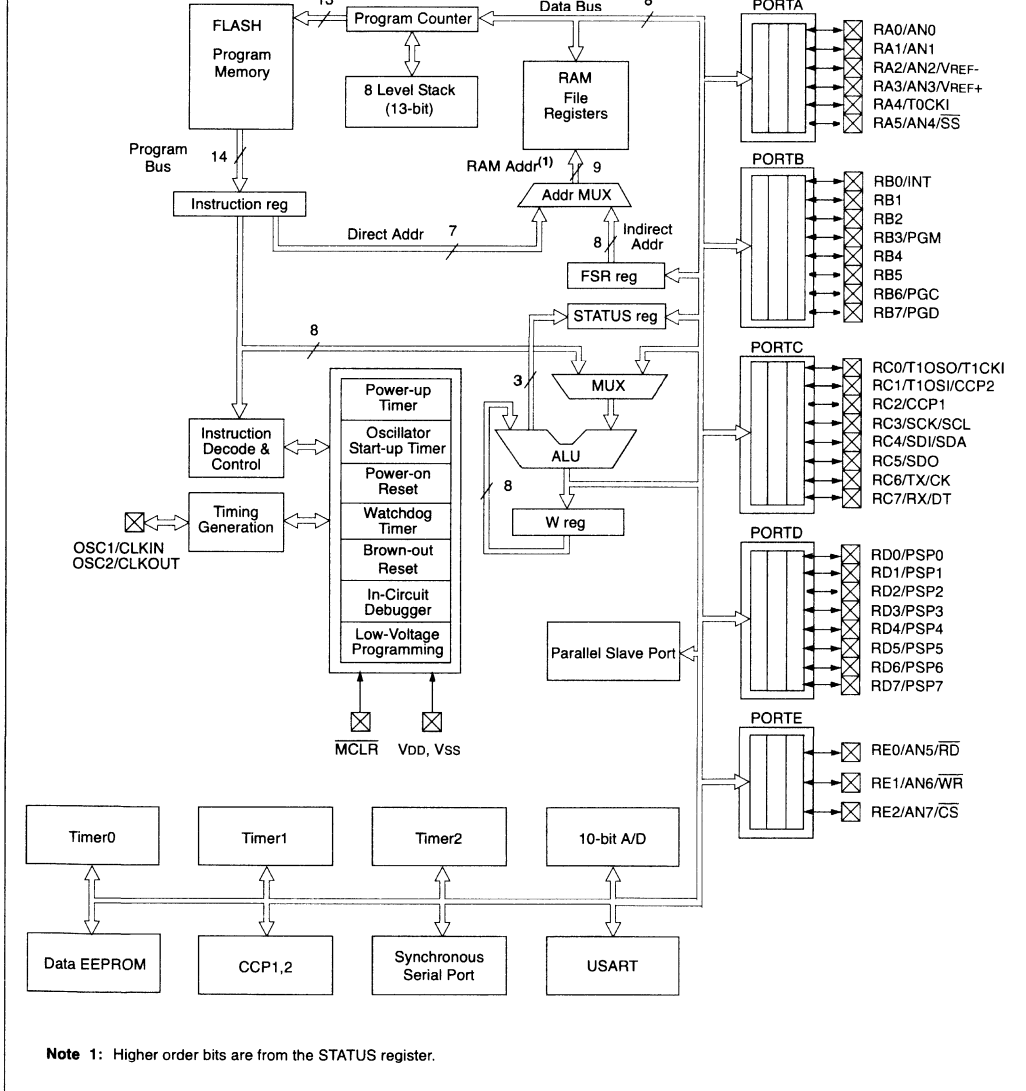 FLASH
Program
Memory
13
Program Counter
8 Level Stack
(13-bit)
Data Bus
8
RAM
File
Registers
Program
Bus
14
RAM Addr(1)
9
Addr MUX
Instruction reg
Direct Addr
7
8
Indirect
Addr
FSR reg
STATUS reg
8
3
MUX
ALU
8
W reg
Instruction
Decode &
Control
Timing
Generation
OSC1/CLKIN
OSC2/CLKOUT
Power-up
Timer
Oscillator
Start-up Timer
Power-on
Reset
Watchdog
Timer
Brown-out
Reset
In-Circuit
Debugger
Low-Voltage
Programming
MCLR
VDD, VSS
Parallel Slave Port
PORTA
RA0/AN0
RA1/AN1
RA2/AN2/VREF-
RA3/AN3/VREF+
RA4/T0CKI
RA5/AN4/SS
PORTB
RB0/INT
RB1
RB2
RB3/PGM
RB4
RB5
RB6/PGC
RB7/PGD
PORTC
RC0/T1OSO/T1CKI
RC1/T1OSI/CCP2
RC2/CCP1
RC3/SCK/SCL
RC4/SDI/SDA
RC5/SDO
RC6/TX/CK
RC7/RX/DT
PORTD
RD0/PSP0
RD1/PSP1
RD2/PSP2
RD3/PSP3
RD4/PSP4
RD5/PSP5
RD6/PSP6
RD7/PSP7
PORTE
RE0/AN5/RD
RE1/AN6/WR
RE2/AN7/CS
Timer0
Timer1
Timer2
10-bit A/D
Data EEPROM
CCP1,2
Synchronous
Serial Port
USART
Note 1: Higher order bits are from the STATUS register.